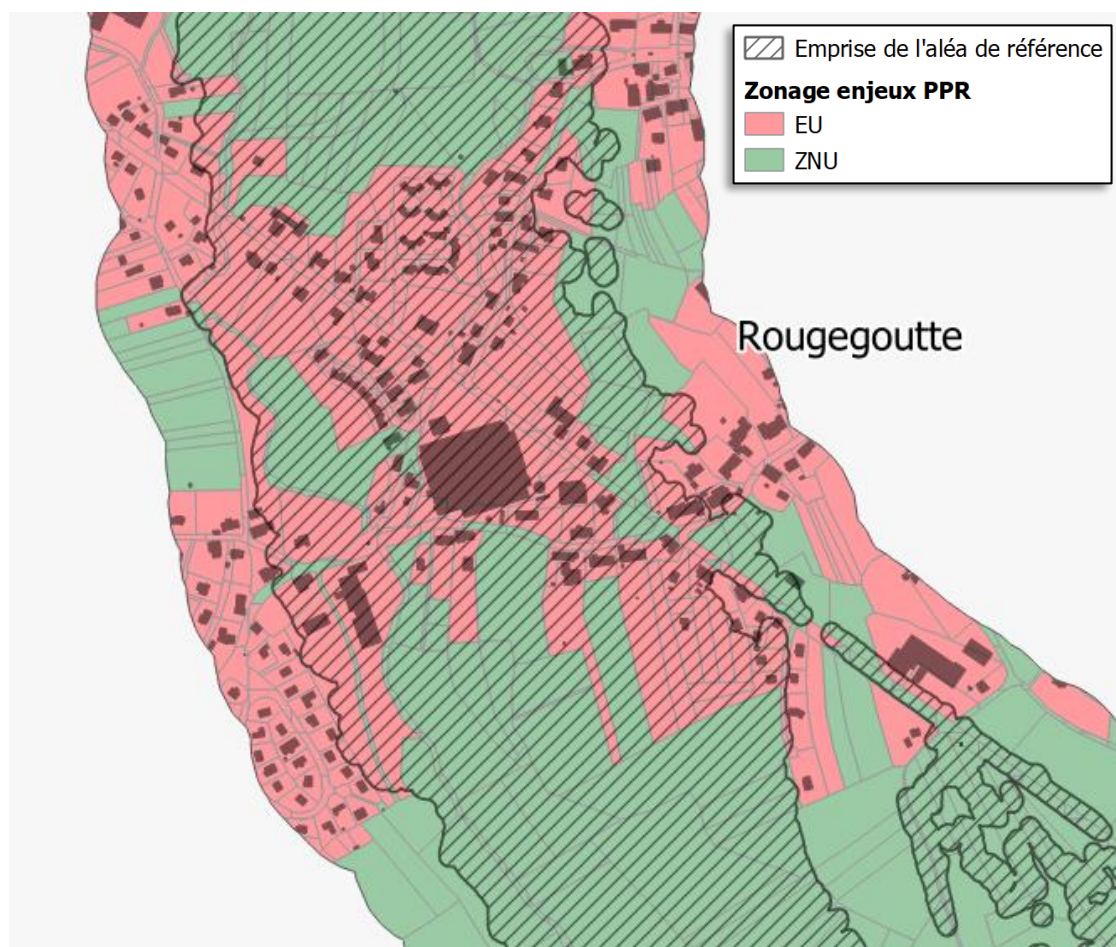 Emprise de l'aléa de référence
Zonage enjeux PPR
EU
ZNU
Rougegoutte